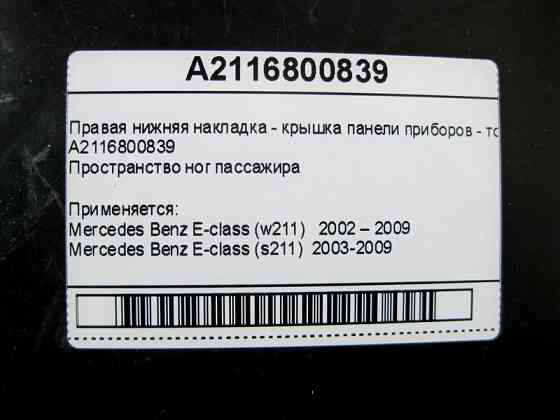 A2116800839
Правая нижняя накладка - крышка панели приборов - то
A2116800839
Пространство ног пассажира
Применяется:
Mercedes Benz E-class (w211) 2002 – 2009
Mercedes Benz E-class (s211) 2003-2009